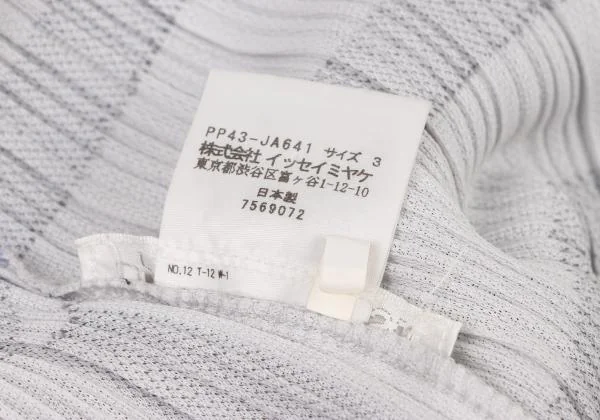 PP43-JA641 サイズ 3
株式会社 イッセイミヤケ
東京都渋谷区富ヶ谷1-12-10
日本製
7569072
NO.12 T-12 W-1